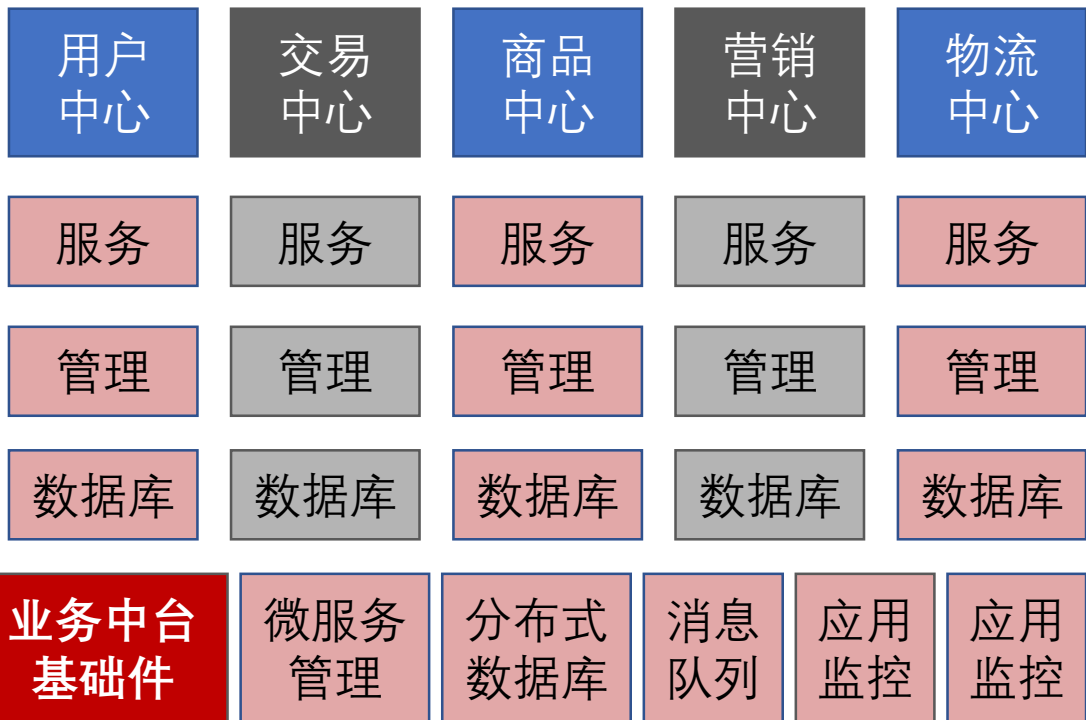 用户
中心
交易
中心
商品
中心
营销
中心
物流
中心
服务
服务
服务
服务
服务
管理
管理
管理
管理
管理
数据库
数据库
数据库
数据库
数据库
业务中台
基础件
微服务
管理
分布式
数据库
消息
队列
应用
监控
应用
监控